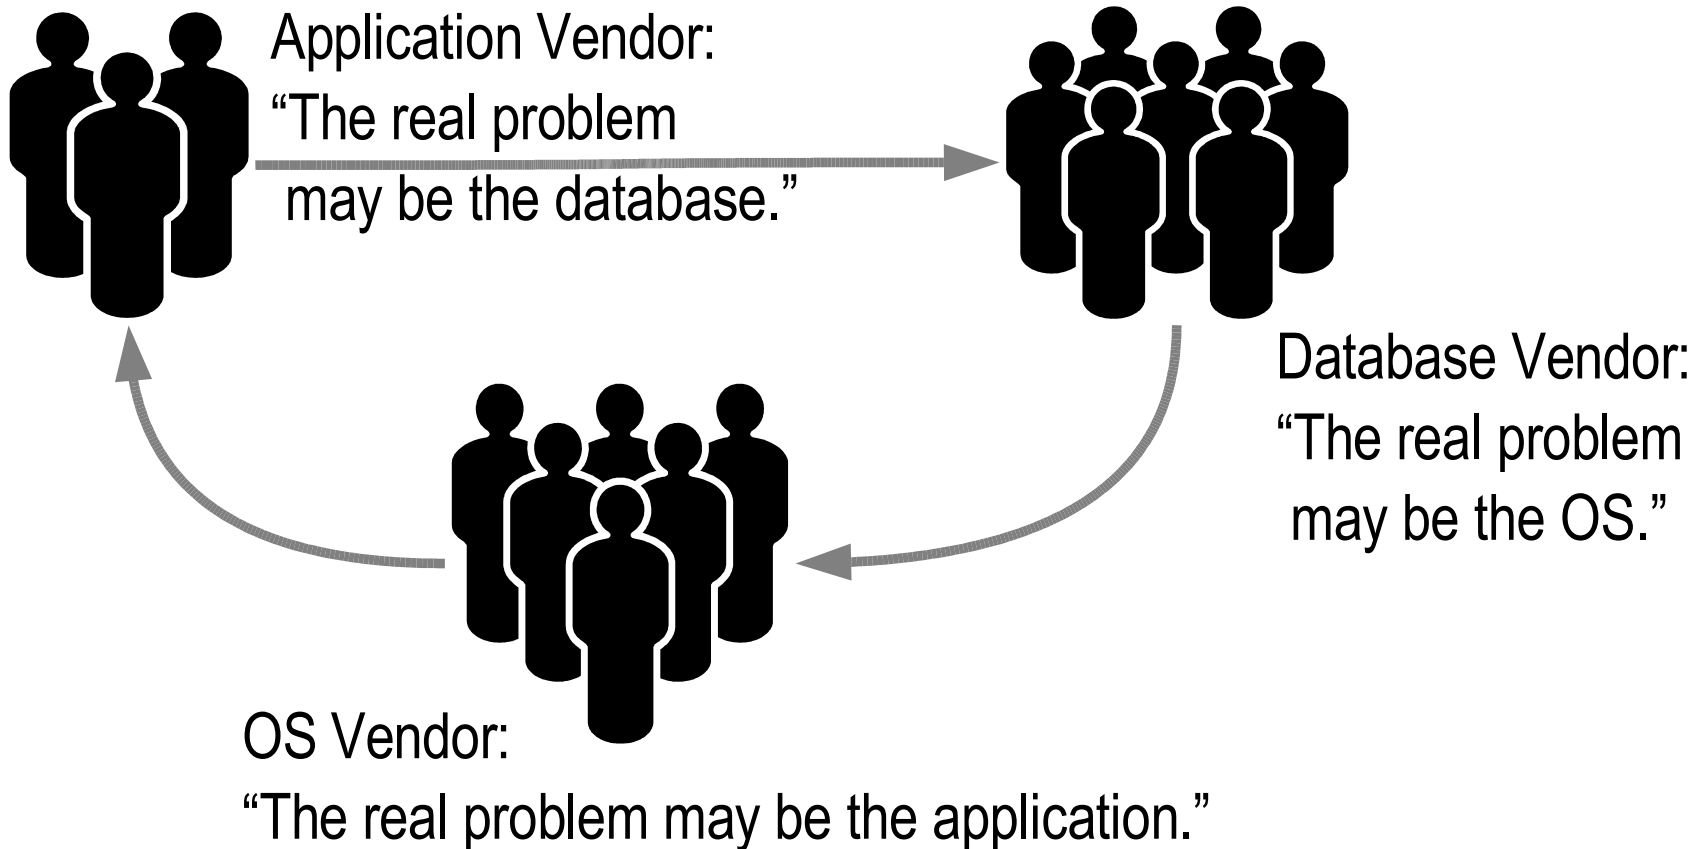 Application Vendor:
“The real problem
may be the database.”
Database Vendor:
“The real problem
may be the OS.”
OS Vendor:
“The real problem may be the application.”